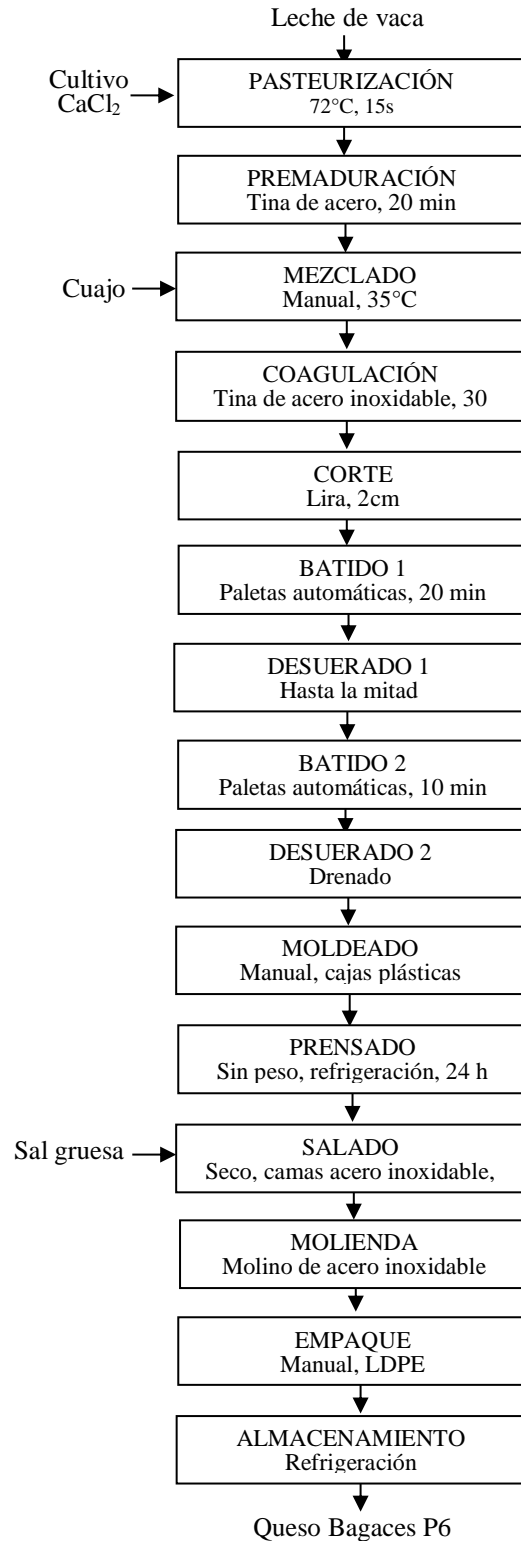 Leche de vaca
Cultivo
CaCl₂
PASTEURIZACIÓN
72°C, 15s
PREMADURACIÓN
Tina de acero, 20 min
Cuajo
MEZCLADO
Manual, 35°C
COAGULACIÓN
Tina de acero inoxidable, 30
CORTE
Lira, 2cm
BATIDO 1
Paletas automáticas, 20 min
DESUERADO 1
Hasta la mitad
BATIDO 2
Paletas automáticas, 10 min
DESUERADO 2
Drenado
MOLDEADO
Manual, cajas plásticas
PRENSADO
Sin peso, refrigeración, 24 h
Sal gruesa
SALADO
Seco, camas acero inoxidable,
MOLIENDA
Molino de acero inoxidable
EMPAQUE
Manual, LDPE
ALMACENAMIENTO
Refrigeración
Queso Bagaces P6